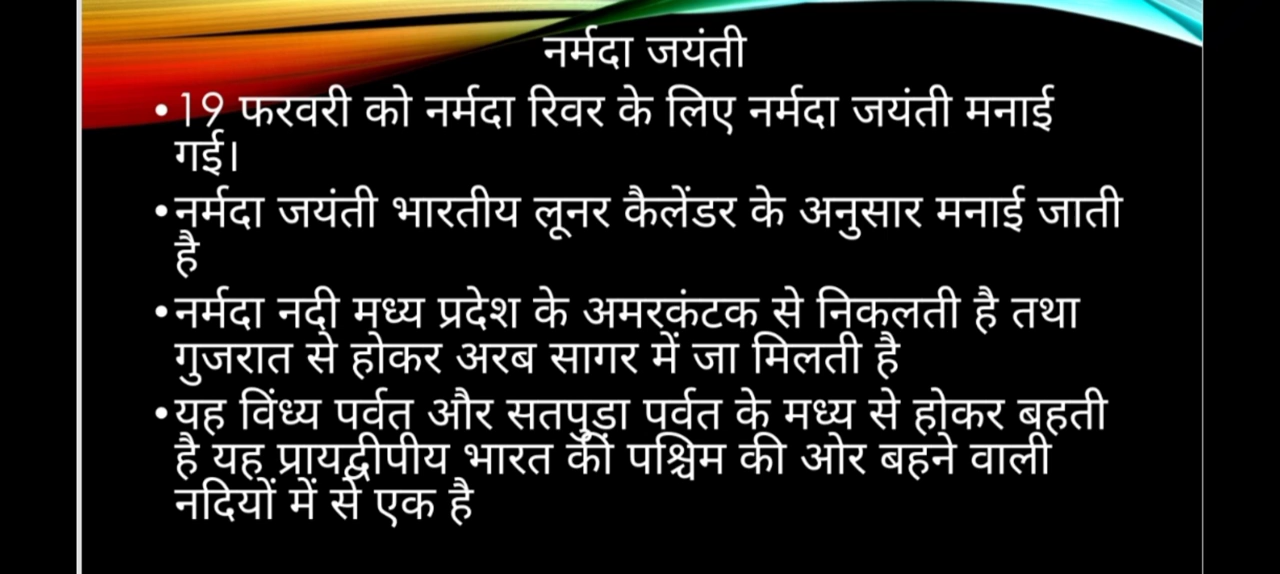 नर्मदा जयंती
•19 फरवरी को नर्मदा रिवर के लिए नर्मदा जयंती मनाई
गई।
•नर्मदा जयंती भारतीय लूनर कैलेंडर के अनुसार मनाई जाती
है
•नर्मदा नदी मध्य प्रदेश के अमरकंटक से निकलती है तथा
गुजरात से होकर अरब सागर में जा मिलती है
•यह विंध्य पर्वत और सतपुड़ा पर्वत के मध्य से होकर बहती
है यह प्रायद्वीपीय भारत की पश्चिम की ओर बहने वाली
नदियों में से एक है